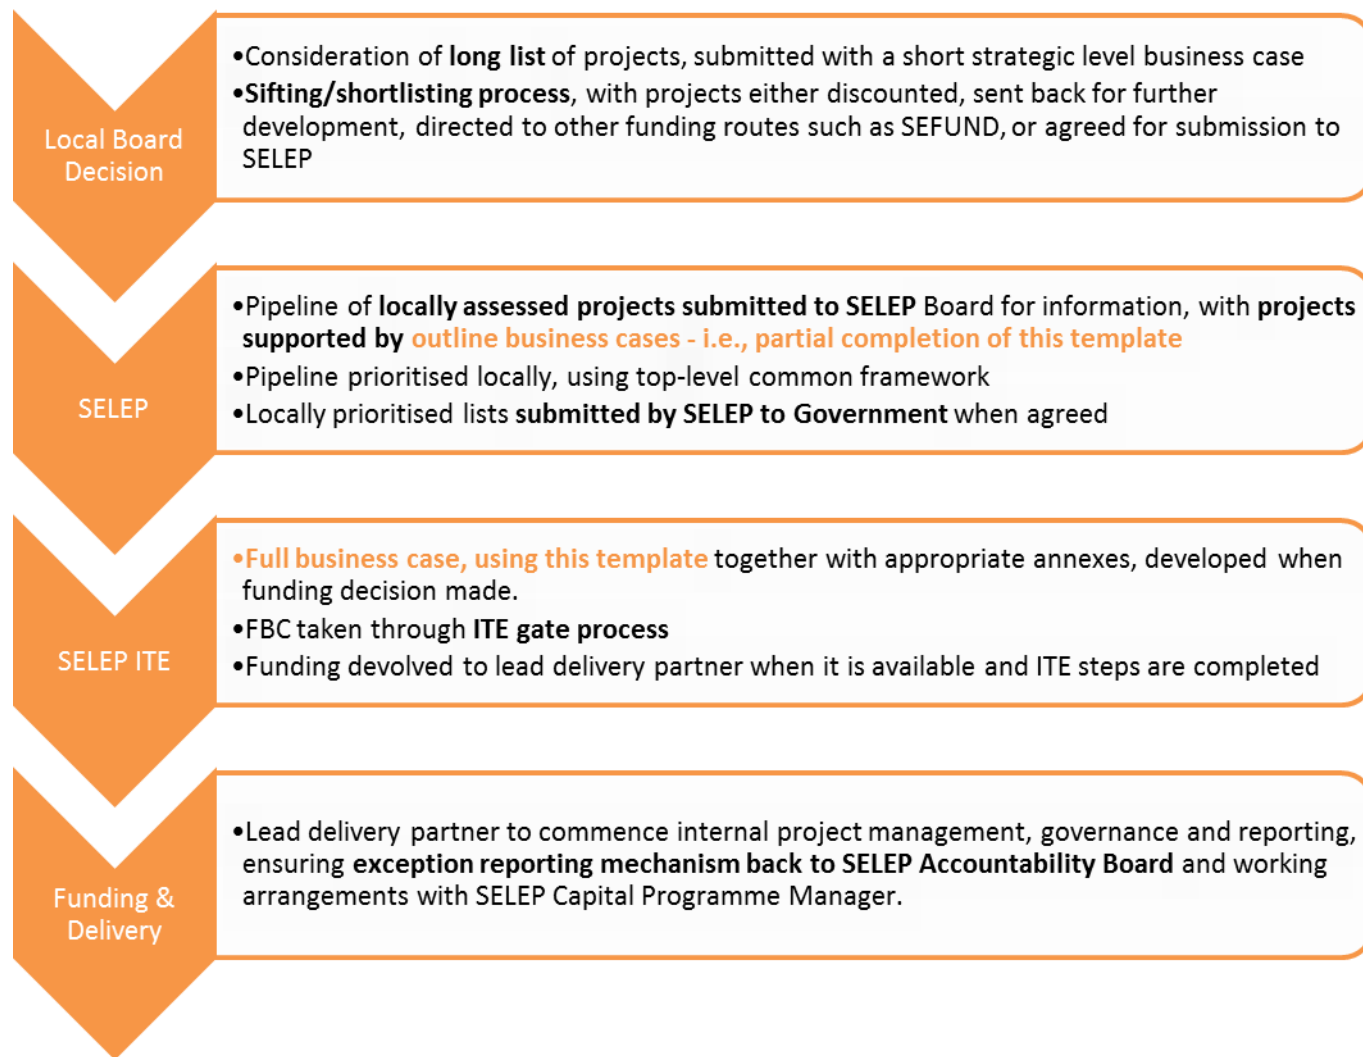 Local Board
Decision
•Consideration of long list of projects, submitted with a short strategic level business case
•Sifting/shortlisting process, with projects either discounted, sent back for further
development, directed to other funding routes such as SEFUND, or agreed for submission to
SELEP
SELEP
•Pipeline of locally assessed projects submitted to SELEP Board for information, with projects
supported by outline business cases - i.e., partial completion of this template
•Pipeline prioritised locally, using top-level common framework
•Locally prioritised lists submitted by SELEP to Government when agreed
SELEP ITE
•Full business case, using this template together with appropriate annexes, developed when
funding decision made.
•FBC taken through ITE gate process
•Funding devolved to lead delivery partner when it is available and ITE steps are completed
Funding &
Delivery
•Lead delivery partner to commence internal project management, governance and reporting,
ensuring exception reporting mechanism back to SELEP Accountability Board and working
arrangements with SELEP Capital Programme Manager.